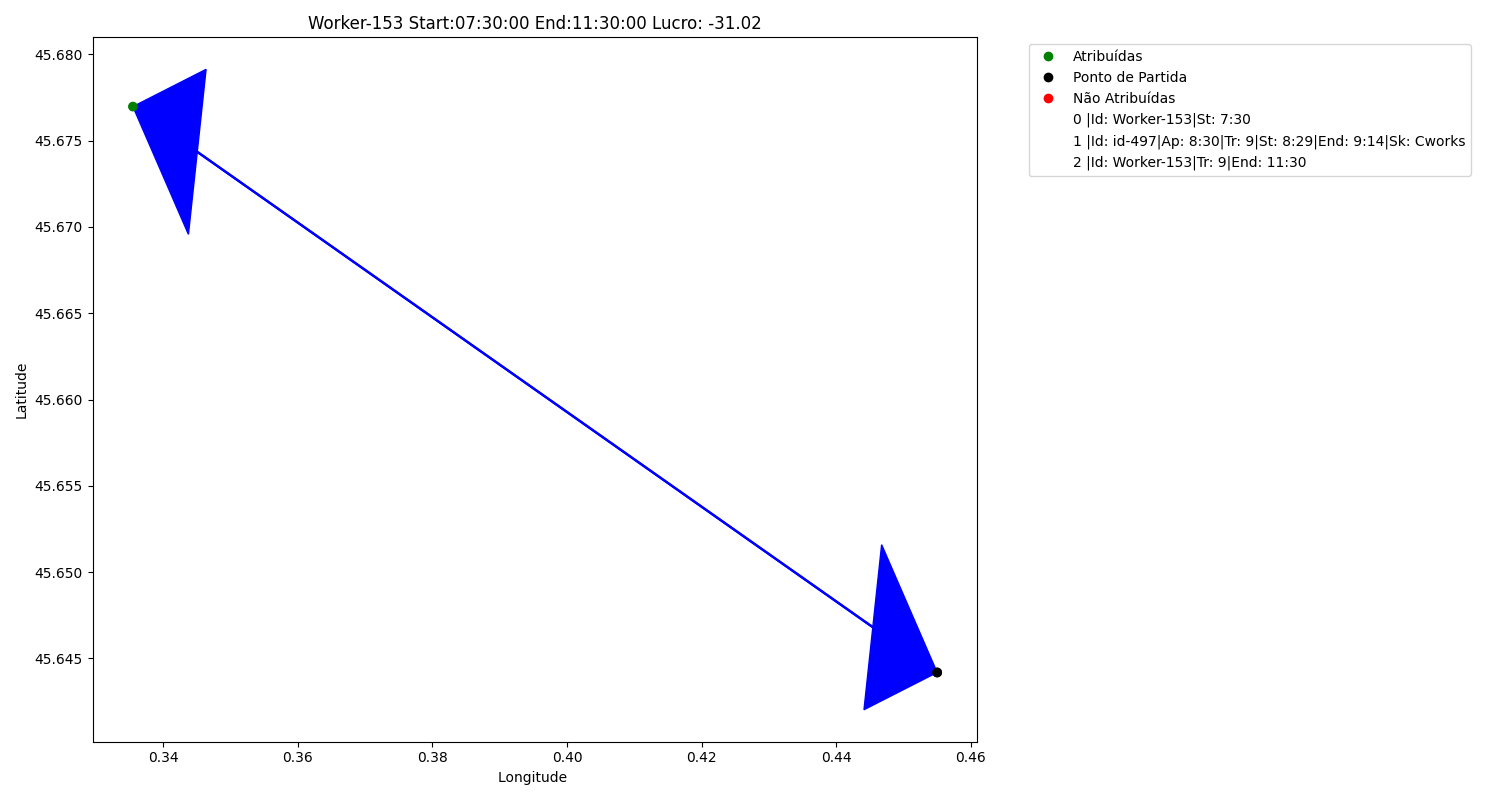 Worker-153 Start:07:30:00 End:11:30:00 Lucro: -31.02
45.680
45.675
45.670
45.665
45.660
45.655
45.650
45.645
Latitude
0.34 0.36 0.38 0.40 0.42 0.44 0.46
Longitude
Atribuídas
Ponto de Partida
Não Atribuídas
0 |Id: Worker-153|St: 7:30
1 |Id: id-497|Ap: 8:30|Tr: 9|St: 8:29|End: 9:14|Sk: Cworks
2 |Id: Worker-153|Tr: 9|End: 11:30